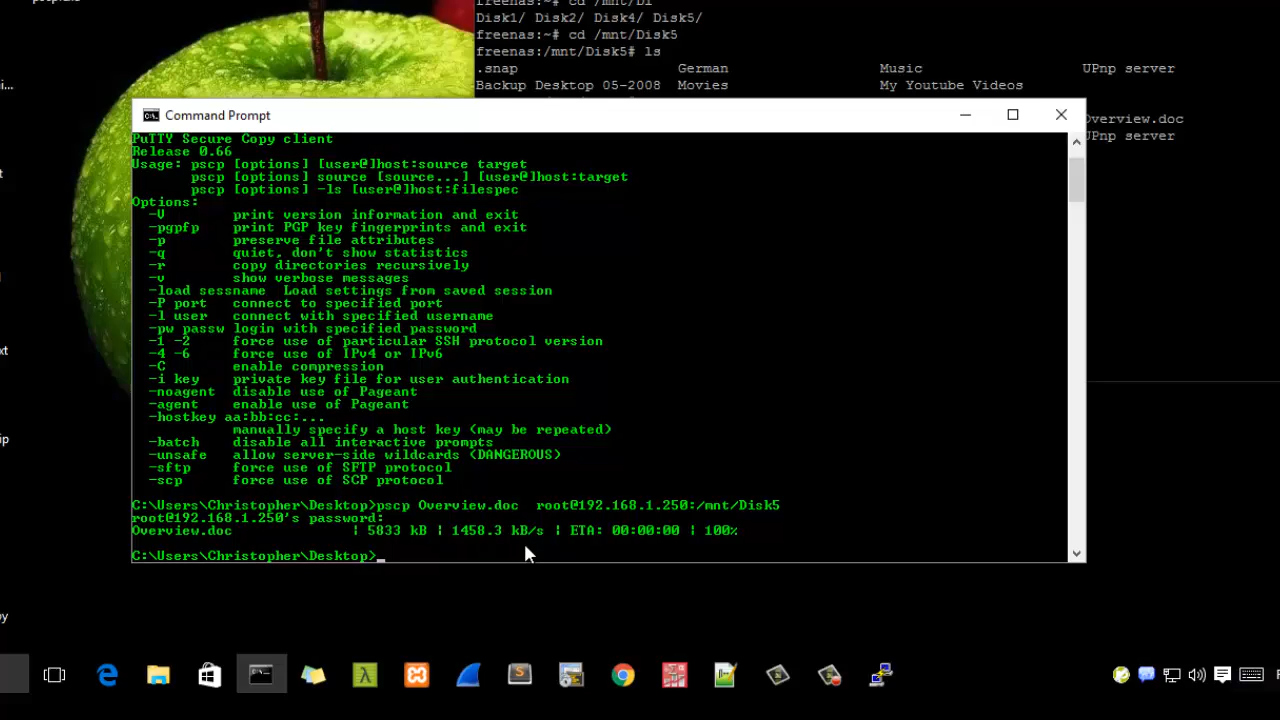 freenas:~# cd /mnt/Di
Disk1/ Disk2/ Disk4/ Disk5/
freenas:~# cd /mnt/Disk5
freenas:/mnt/Disk5# ls
.snap German Music UPnp server
Backup Desktop 05-2008 Movies My Youtube Videos
Overview.doc
UPnp server
Command Prompt
PuTTY Secure Copy client
Release 0.66
Usage: pscp [options] [user@]host:source target
pscp [options] source [source...] [user@]host:target
pscp [options] -ls [user@]host:filespec
Options:
-V print version information and exit
-pgpfp print PGP key fingerprints and exit
-p preserve file attributes
-q quiet, don't show statistics
-r copy directories recursively
-v show verbose messages
-load sessname Load settings from saved session
-P port connect to specified port
-l user connect with specified username
-pw passw login with specified password
-1 -2 force use of particular SSH protocol version
-4 -6 force use of IPv4 or IPv6
-C enable compression
-i key private key file for user authentication
-noagent disable use of Pageant
-agent enable use of Pageant
-hostkey aa:bb:cc:...
manually specify a host key (may be repeated)
-batch disable all interactive prompts
-unsafe allow server-side wildcards (DANGEROUS)
-sftp force use of SFTP protocol
-scp force use of SCP protocol
C:\Users\Christopher\Desktop>pscp Overview.doc root@192.168.1.250:/mnt/Disk5
root@192.168.1.250's password:
Overview.doc | 5833 kB | 1458.3 kB/s | ETA: 00:00:00 | 100%
C:\Users\Christopher\Desktop>_